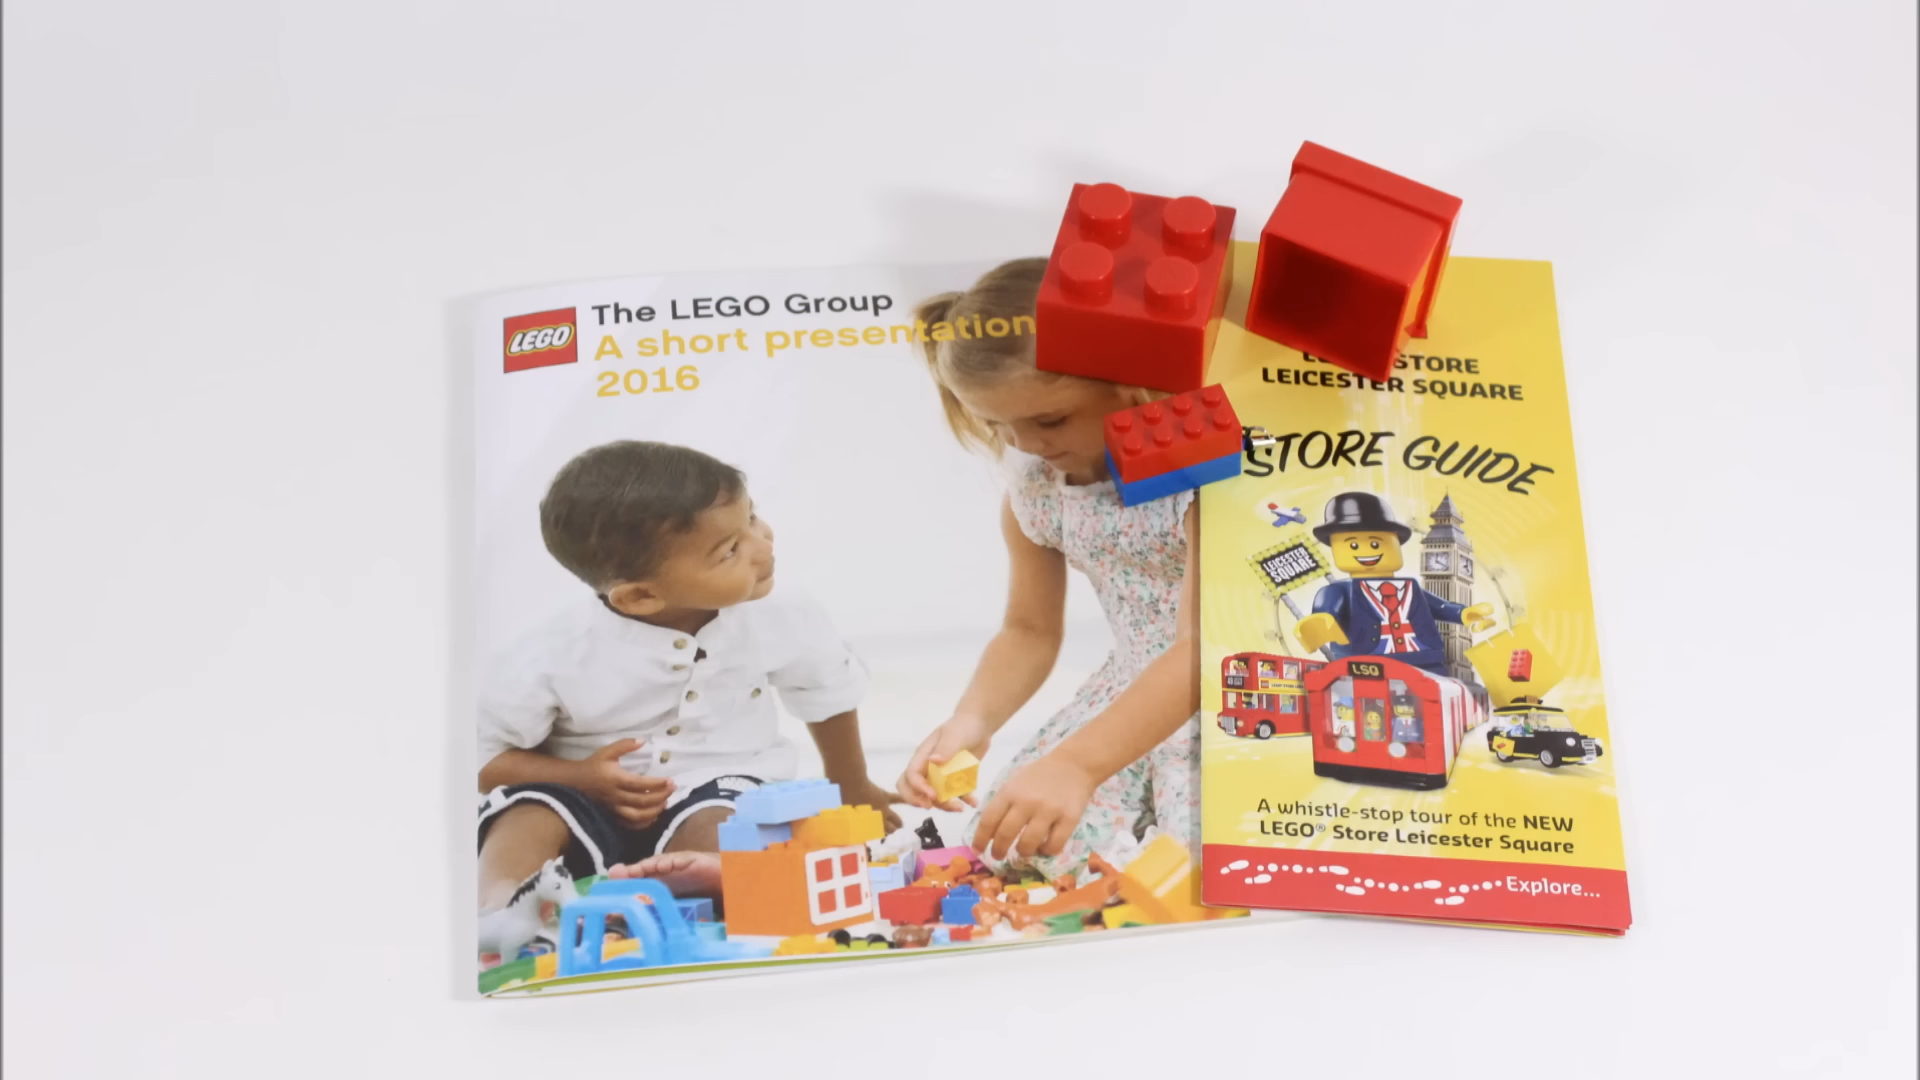 LEGO
The LEGO Group
A short presentation
2016
STORE
LEICESTER SQUARE
STORE GUIDE
LEICESTER
SQUARE
LSQ
A whistle-stop tour of the NEW
LEGO® Store Leicester Square
Explore...